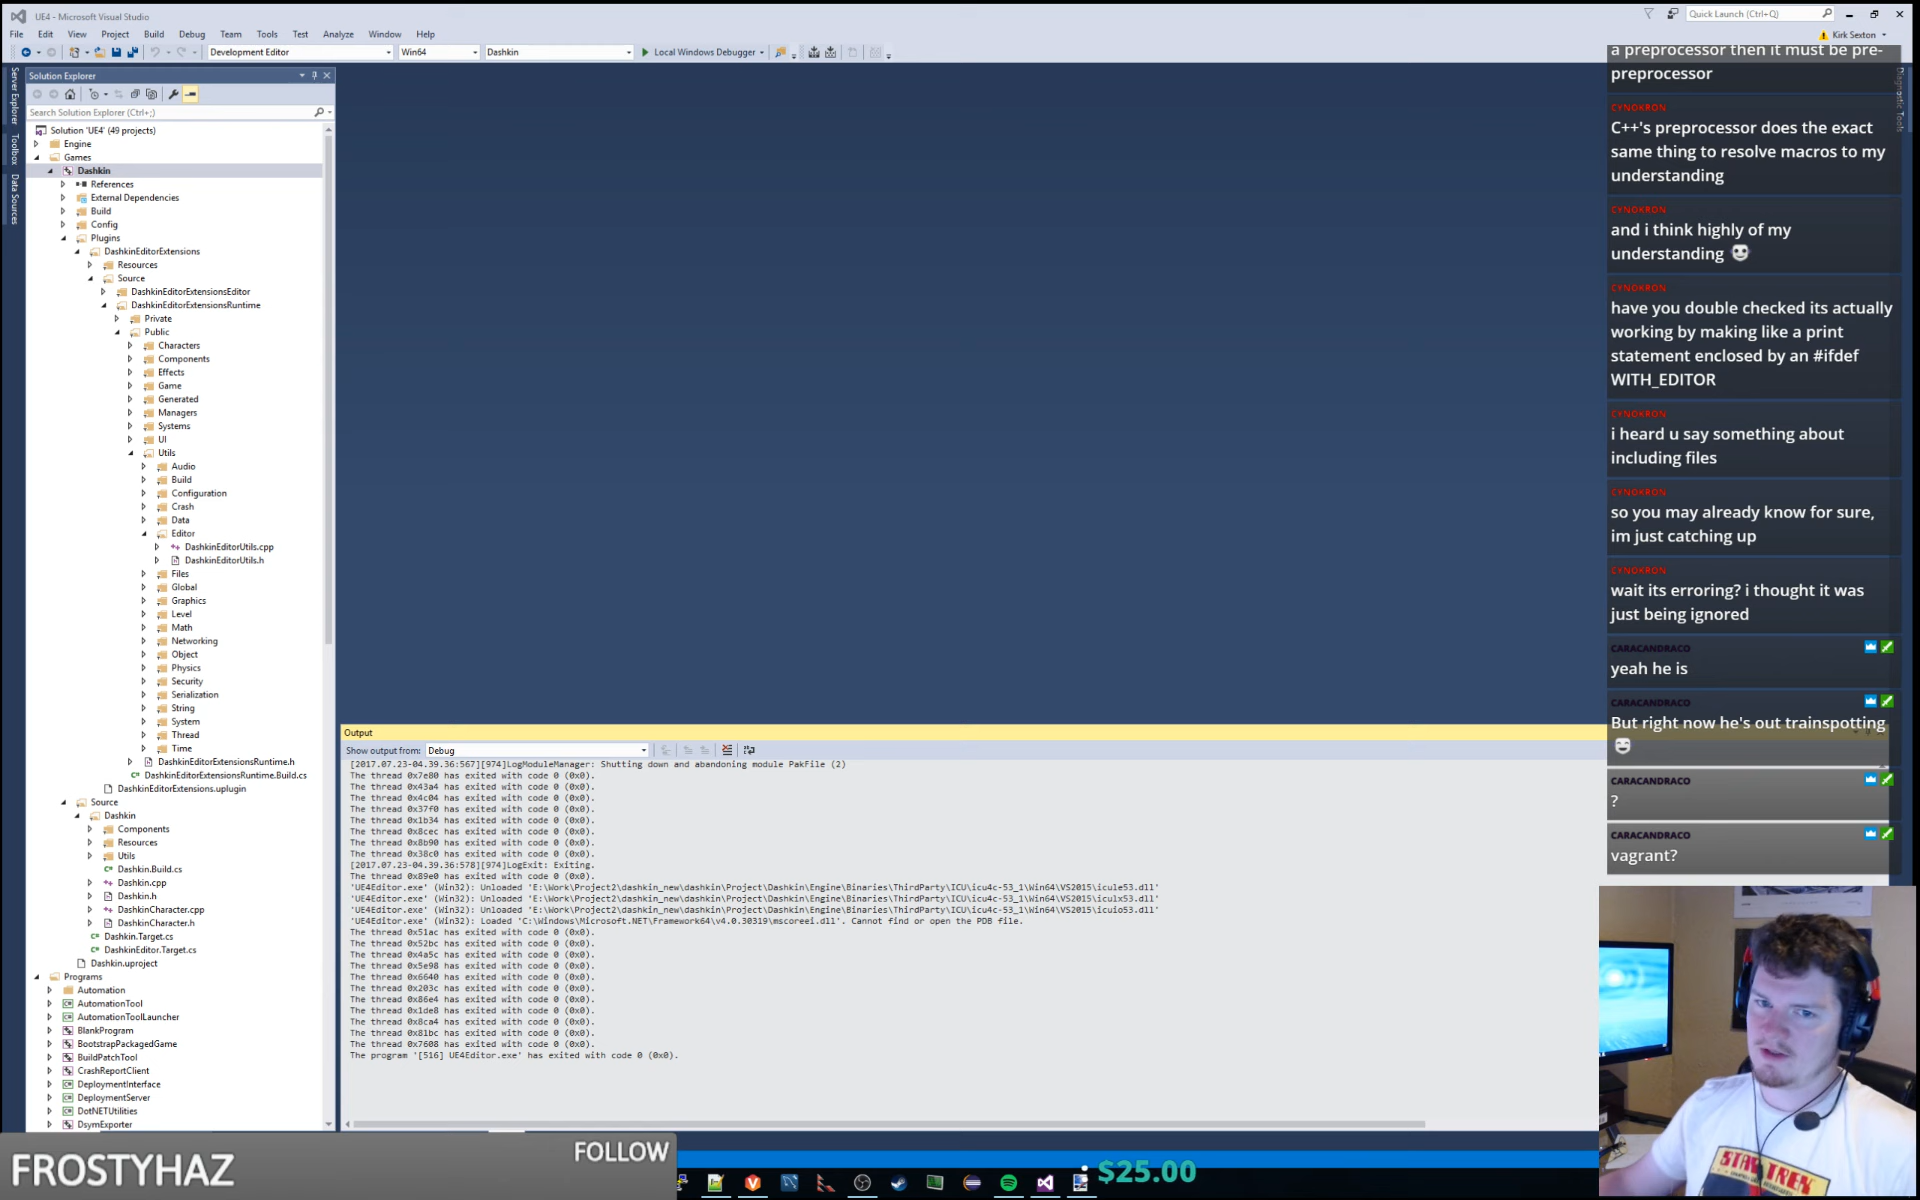 UE4 - Microsoft Visual Studio
Quick Launch (Ctrl+Q)
File Edit View Project Build Debug Team Tools Test Analyze Window Help
Kirk Sexton
Development Editor Win64 Dashkin Local Windows Debugger
Server Explorer
Toolbox
Data Sources
Solution Explorer
Search Solution Explorer (Ctrl+;)
Solution 'UE4' (49 projects)
Engine
Games
Dashkin
References
External Dependencies
Build
Config
Plugins
DashkinEditorExtensions
Resources
Source
DashkinEditorExtensionsEditor
DashkinEditorExtensionsRuntime
Private
Public
Characters
Components
Effects
Game
Generated
Managers
Systems
UI
Utils
Audio
Build
Configuration
Crash
Data
Editor
DashkinEditorUtils.cpp
DashkinEditorUtils.h
Files
Global
Graphics
Level
Math
Networking
Object
Physics
Security
Serialization
String
System
Thread
Time
DashkinEditorExtensionsRuntime.h
DashkinEditorExtensionsRuntime.Build.cs
DashkinEditorExtensions.uplugin
Source
Dashkin
Components
Resources
Utils
Dashkin.Build.cs
Dashkin.cpp
Dashkin.h
DashkinCharacter.cpp
DashkinCharacter.h
Dashkin.Target.cs
DashkinEditor.Target.cs
Dashkin.uproject
Programs
Automation
AutomationTool
AutomationToolLauncher
BlankProgram
BootstrapPackagedGame
BuildPatchTool
CrashReportClient
DeploymentInterface
DeploymentServer
DotNETUtilities
DsymExporter
Output
Show output from: Debug
[2017.07.23-04.39.36:567][974]LogModuleManager: Shutting down and abandoning module PakFile (2)
The thread 0x7e80 has exited with code 0 (0x0).
The thread 0x43a4 has exited with code 0 (0x0).
The thread 0x4c04 has exited with code 0 (0x0).
The thread 0x37f0 has exited with code 0 (0x0).
The thread 0x1b34 has exited with code 0 (0x0).
The thread 0x8cec has exited with code 0 (0x0).
The thread 0x8b90 has exited with code 0 (0x0).
The thread 0x38c0 has exited with code 0 (0x0).
[2017.07.23-04.39.36:578][974]LogExit: Exiting.
The thread 0x89e0 has exited with code 0 (0x0).
'UE4Editor.exe' (Win32): Unloaded 'E:\Work\Project2\dashkin_new\dashkin\Project\Dashkin\Engine\Binaries\ThirdParty\ICU\icu4c-53_1\Win64\VS2015\icule53.dll'
'UE4Editor.exe' (Win32): Unloaded 'E:\Work\Project2\dashkin_new\dashkin\Project\Dashkin\Engine\Binaries\ThirdParty\ICU\icu4c-53_1\Win64\VS2015\iculx53.dll'
'UE4Editor.exe' (Win32): Unloaded 'E:\Work\Project2\dashkin_new\dashkin\Project\Dashkin\Engine\Binaries\ThirdParty\ICU\icu4c-53_1\Win64\VS2015\icuio53.dll'
'UE4Editor.exe' (Win32): Loaded 'C:\Windows\Microsoft.NET\Framework64\v4.0.30319\mscoreei.dll'. Cannot find or open the PDB file.
The thread 0x51ac has exited with code 0 (0x0).
The thread 0x52bc has exited with code 0 (0x0).
The thread 0x4a5c has exited with code 0 (0x0).
The thread 0x5e98 has exited with code 0 (0x0).
The thread 0x6640 has exited with code 0 (0x0).
The thread 0x203c has exited with code 0 (0x0).
The thread 0x86e4 has exited with code 0 (0x0).
The thread 0x1de8 has exited with code 0 (0x0).
The thread 0x8ca4 has exited with code 0 (0x0).
The thread 0x81bc has exited with code 0 (0x0).
The thread 0x7608 has exited with code 0 (0x0).
The program '[516] UE4Editor.exe' has exited with code 0 (0x0).
a preprocessor then it must be pre-
preprocessor
CYNOKRON
C++'s preprocessor does the exact
same thing to resolve macros to my
understanding
CYNOKRON
and i think highly of my
understanding
CYNOKRON
have you double checked its actually
working by making like a print
statement enclosed by an #ifdef
WITH_EDITOR
CYNOKRON
i heard u say something about
including files
CYNOKRON
so you may already know for sure,
im just catching up
CYNOKRON
wait its erroring? i thought it was
just being ignored
CARACANDRACO
yeah he is
CARACANDRACO
But right now he's out trainspotting
CARACANDRACO
?
CARACANDRACO
vagrant?
Diagnostic Tools
STAR TREK
FROSTYHAZ
FOLLOW
$25.00